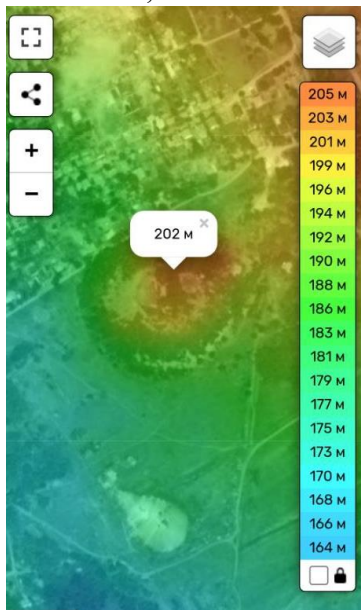 +
−
202 м
×
205 м
203 м
201 м
199 м
196 м
194 м
192 м
190 м
188 м
186 м
183 м
181 м
179 м
177 м
175 м
173 м
170 м
168 м
166 м
164 м